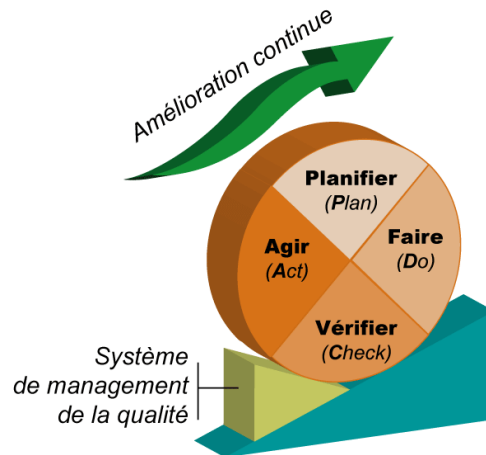 Amélioration continue
Planifier
(Plan)
Agir
(Act)
Faire
(Do)
Vérifier
(Check)
Système
de management
de la qualité